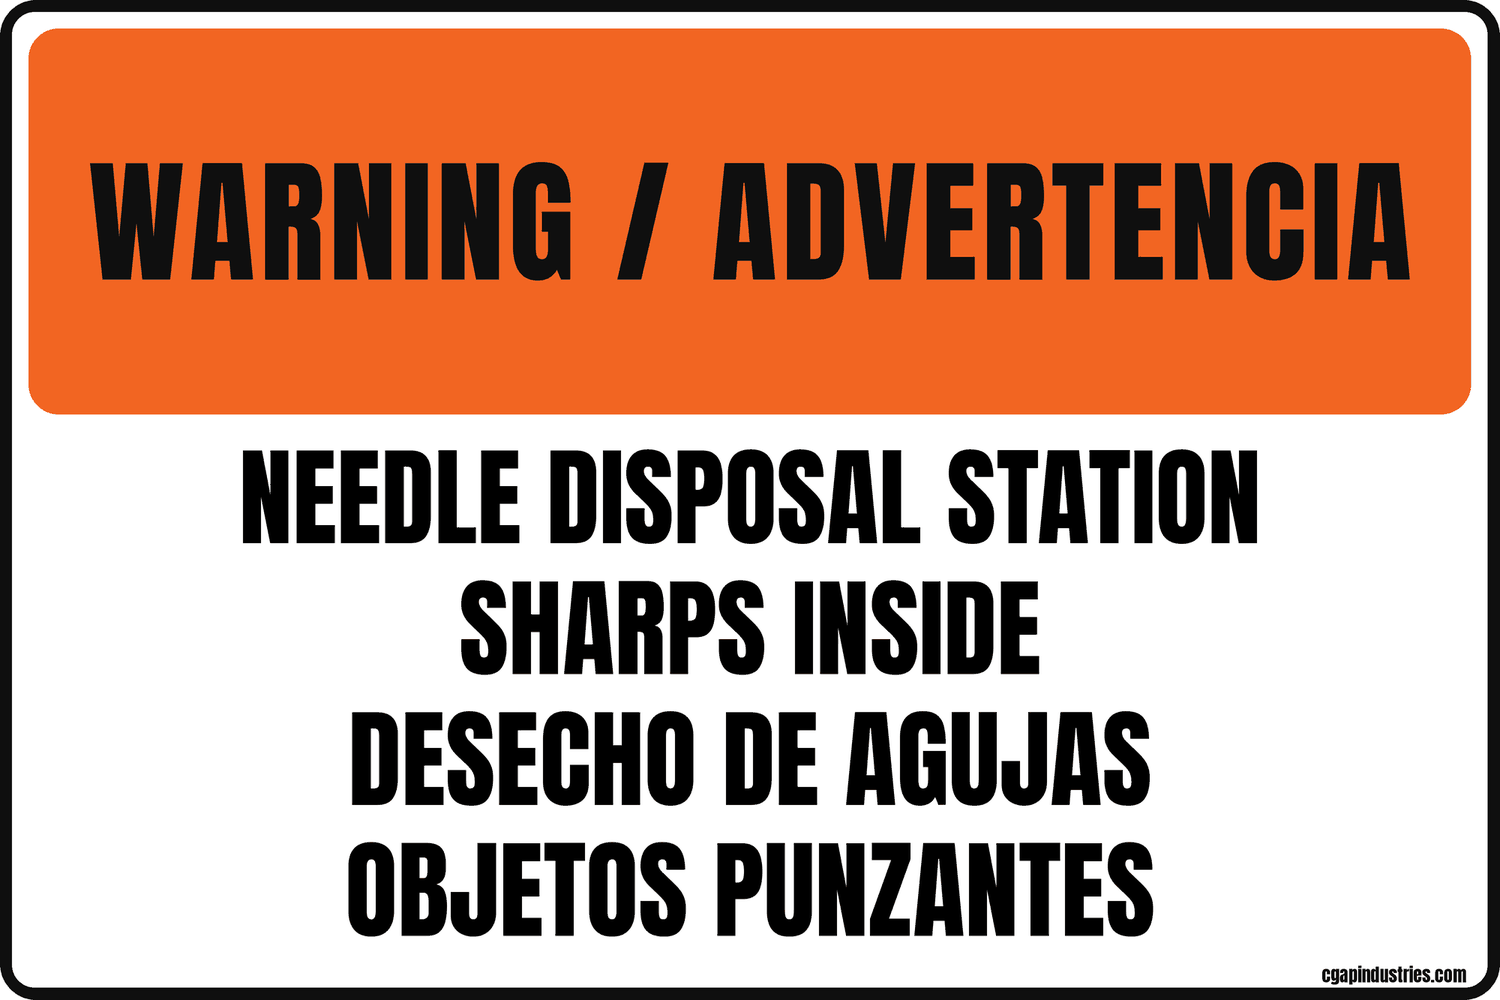 WARNING / ADVERTENCIA
NEEDLE DISPOSAL STATION
SHARPS INSIDE
DESECHO DE AGUJAS
OBJETOS PUNZANTES
cgapindustries.com